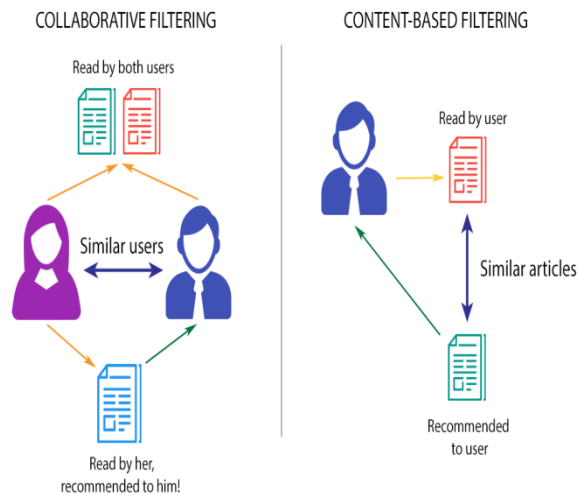 COLLABORATIVE FILTERING
Read by both users
Similar users
Read by her,
recommended to him!
CONTENT-BASED FILTERING
Read by user
Similar articles
Recommended
to user